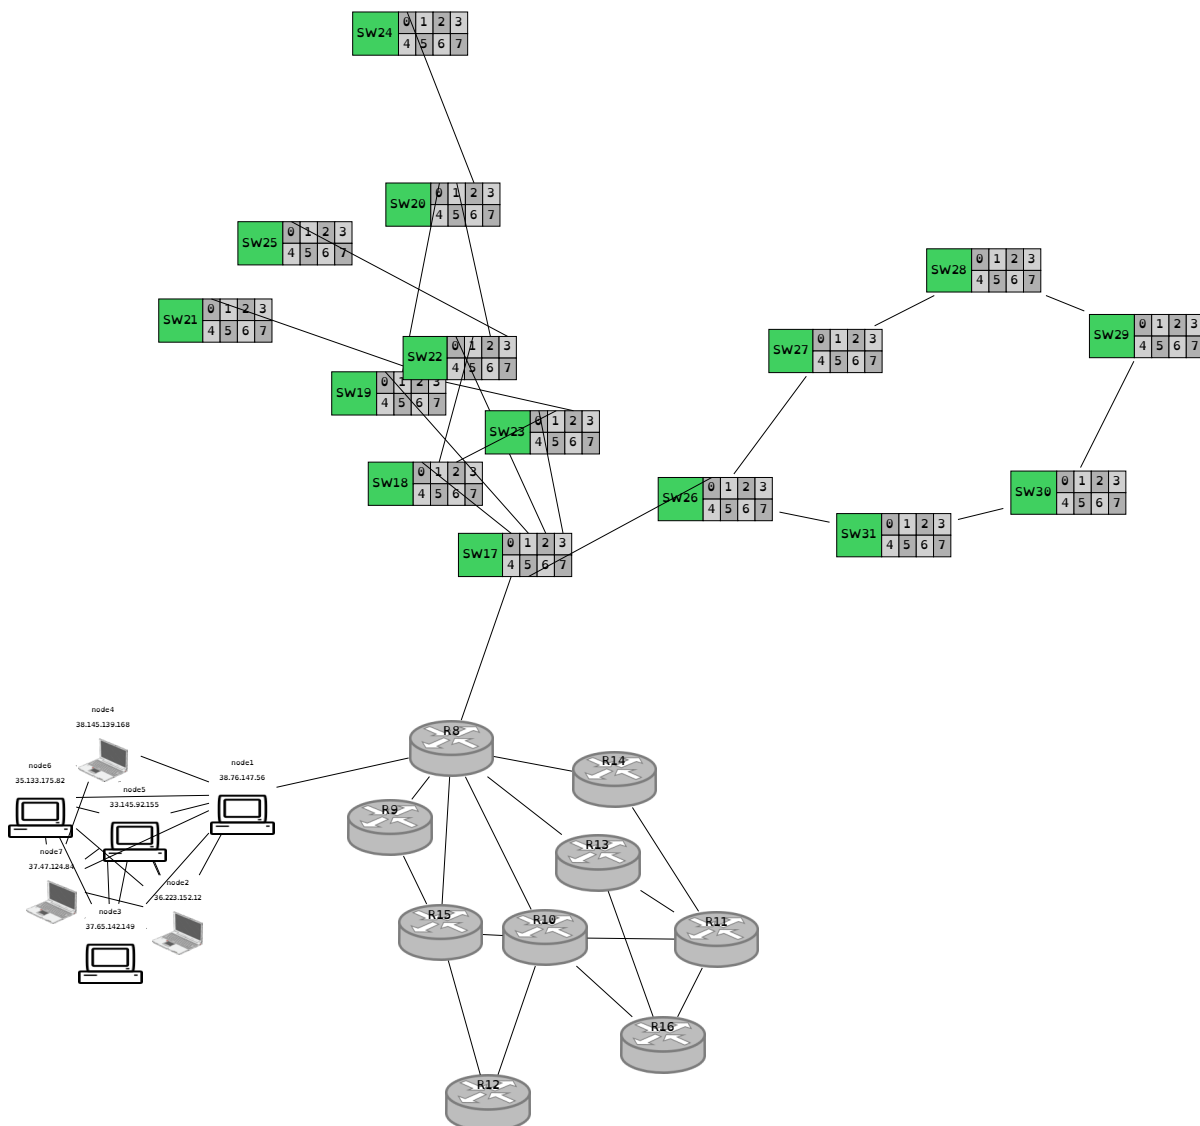 SW24 0 1 2 3
4 5 6 7
SW20 0 1 2 3
4 5 6 7
SW25 0 1 2 3
4 5 6 7
SW28 0 1 2 3
4 5 6 7
SW21 0 1 2 3
4 5 6 7
SW29 0 1 2 3
4 5 6 7
SW27 0 1 2 3
4 5 6 7
SW22 0 1 2 3
4 5 6 7
SW19 0 1 2 3
4 5 6 7
SW23 0 1 2 3
4 5 6 7
SW18 0 1 2 3
4 5 6 7
SW30 0 1 2 3
4 5 6 7
SW26 0 1 2 3
4 5 6 7
SW31 0 1 2 3
4 5 6 7
SW17 0 1 2 3
4 5 6 7
node4
38.145.139.168
node6
35.133.175.82
node1
38.76.147.56
node5
33.145.92.155
node7
37.47.124.84
node2
36.223.152.12
node3
37.65.142.149
R8
R14
R9
R13
R15
R10
R11
R16
R12